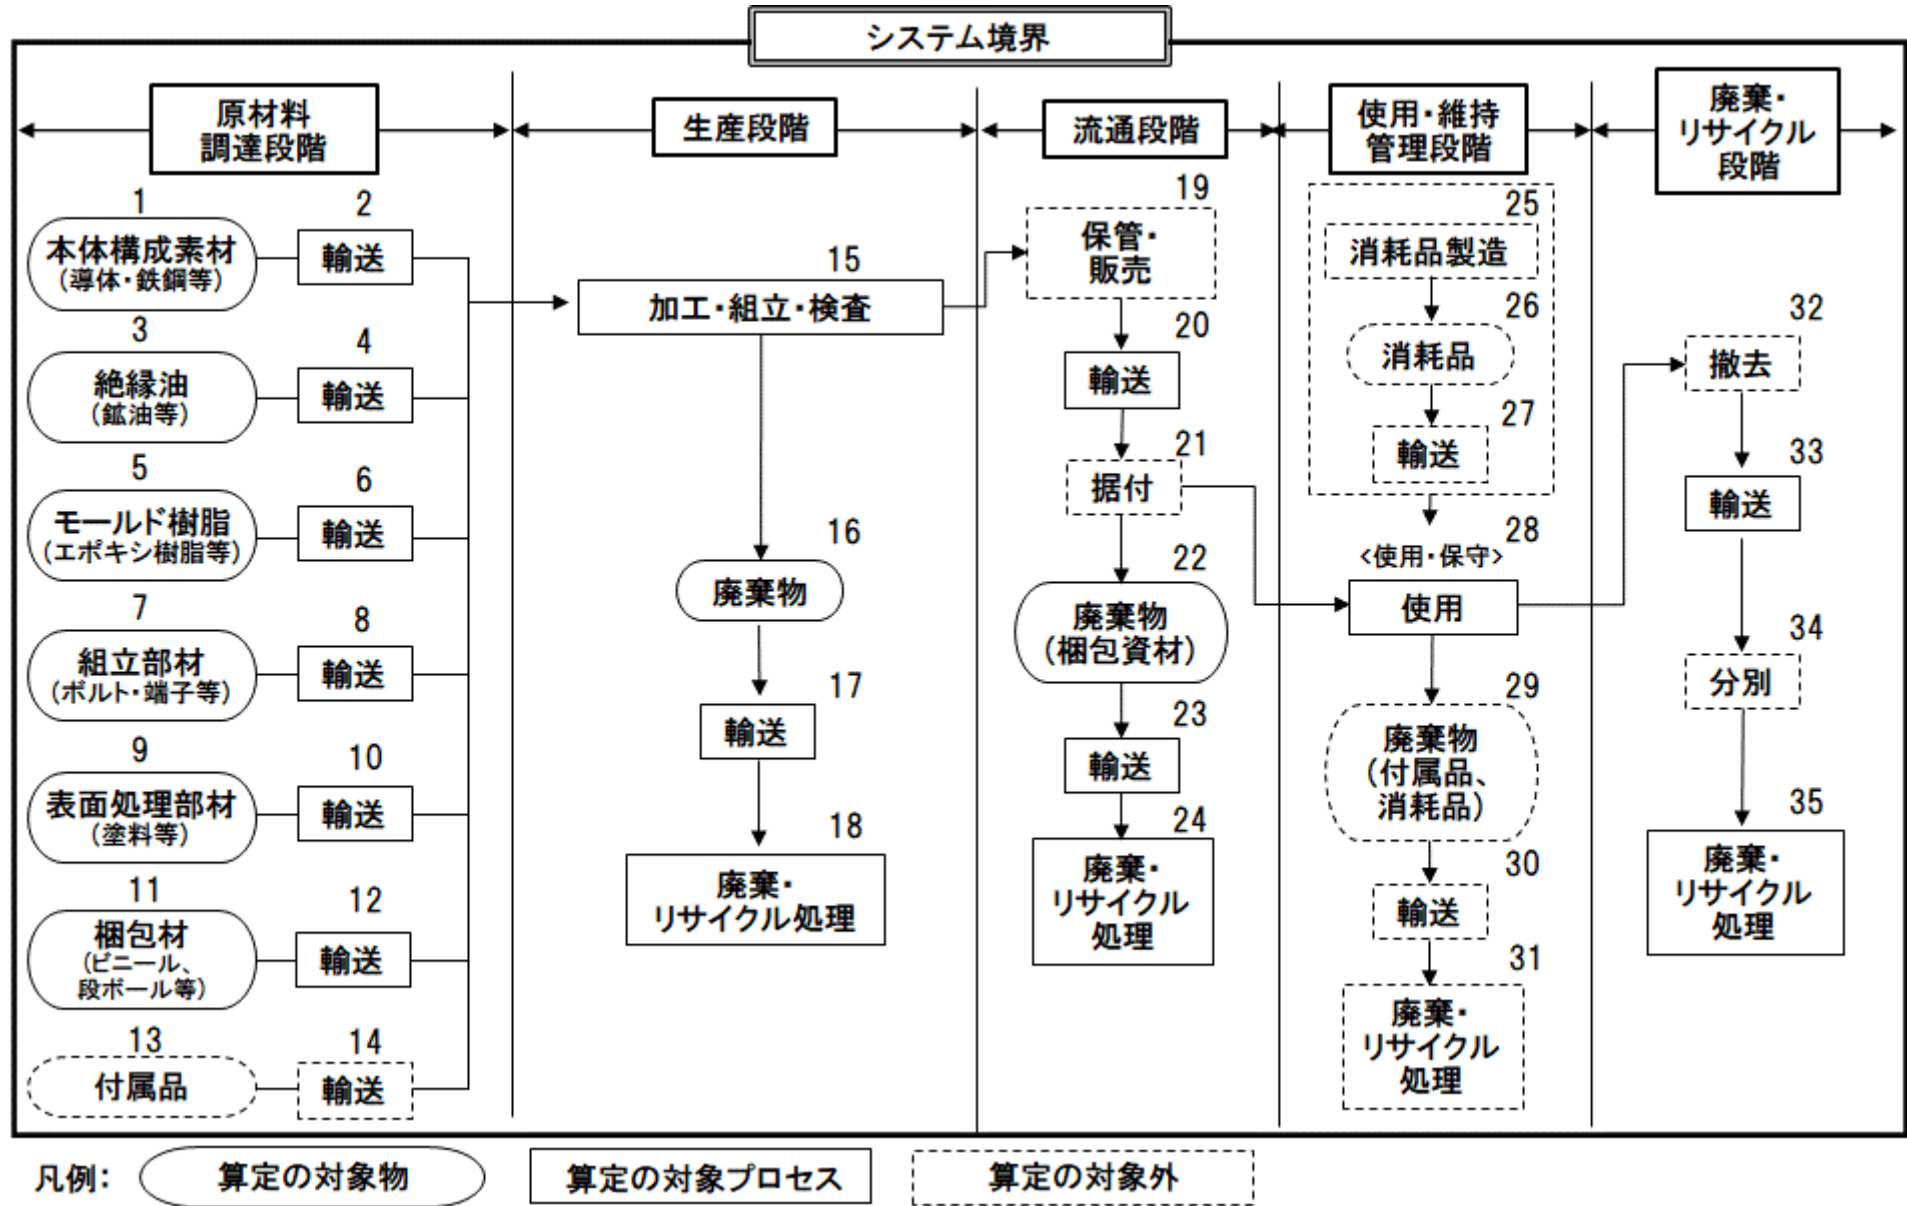 システム境界
原材料
調達段階
生産段階
流通段階
使用・維持
管理段階
廃棄・
リサイクル
段階
1
本体構成素材
(導体・鉄鋼等)
2
輸送
3
絶縁油
(鉱油等)
4
輸送
5
モールド樹脂
(エポキシ樹脂等)
6
輸送
7
組立部材
(ボルト・端子等)
8
輸送
9
表面処理部材
(塗料等)
10
輸送
11
梱包材
(ビニール、
段ボール等)
12
輸送
13
付属品
14
輸送
15
加工・組立・検査
16
廃棄物
17
輸送
18
廃棄・
リサイクル処理
19
保管・
販売
20
輸送
21
据付
22
廃棄物
(梱包資材)
23
輸送
24
廃棄・
リサイクル
処理
25
消耗品製造
26
消耗品
27
輸送
28
<使用・保守>
使用
29
廃棄物
(付属品、
消耗品)
30
輸送
31
廃棄・
リサイクル
処理
32
撤去
33
輸送
34
分別
35
廃棄・
リサイクル
処理
凡例：
算定の対象物
算定の対象プロセス
算定の対象外